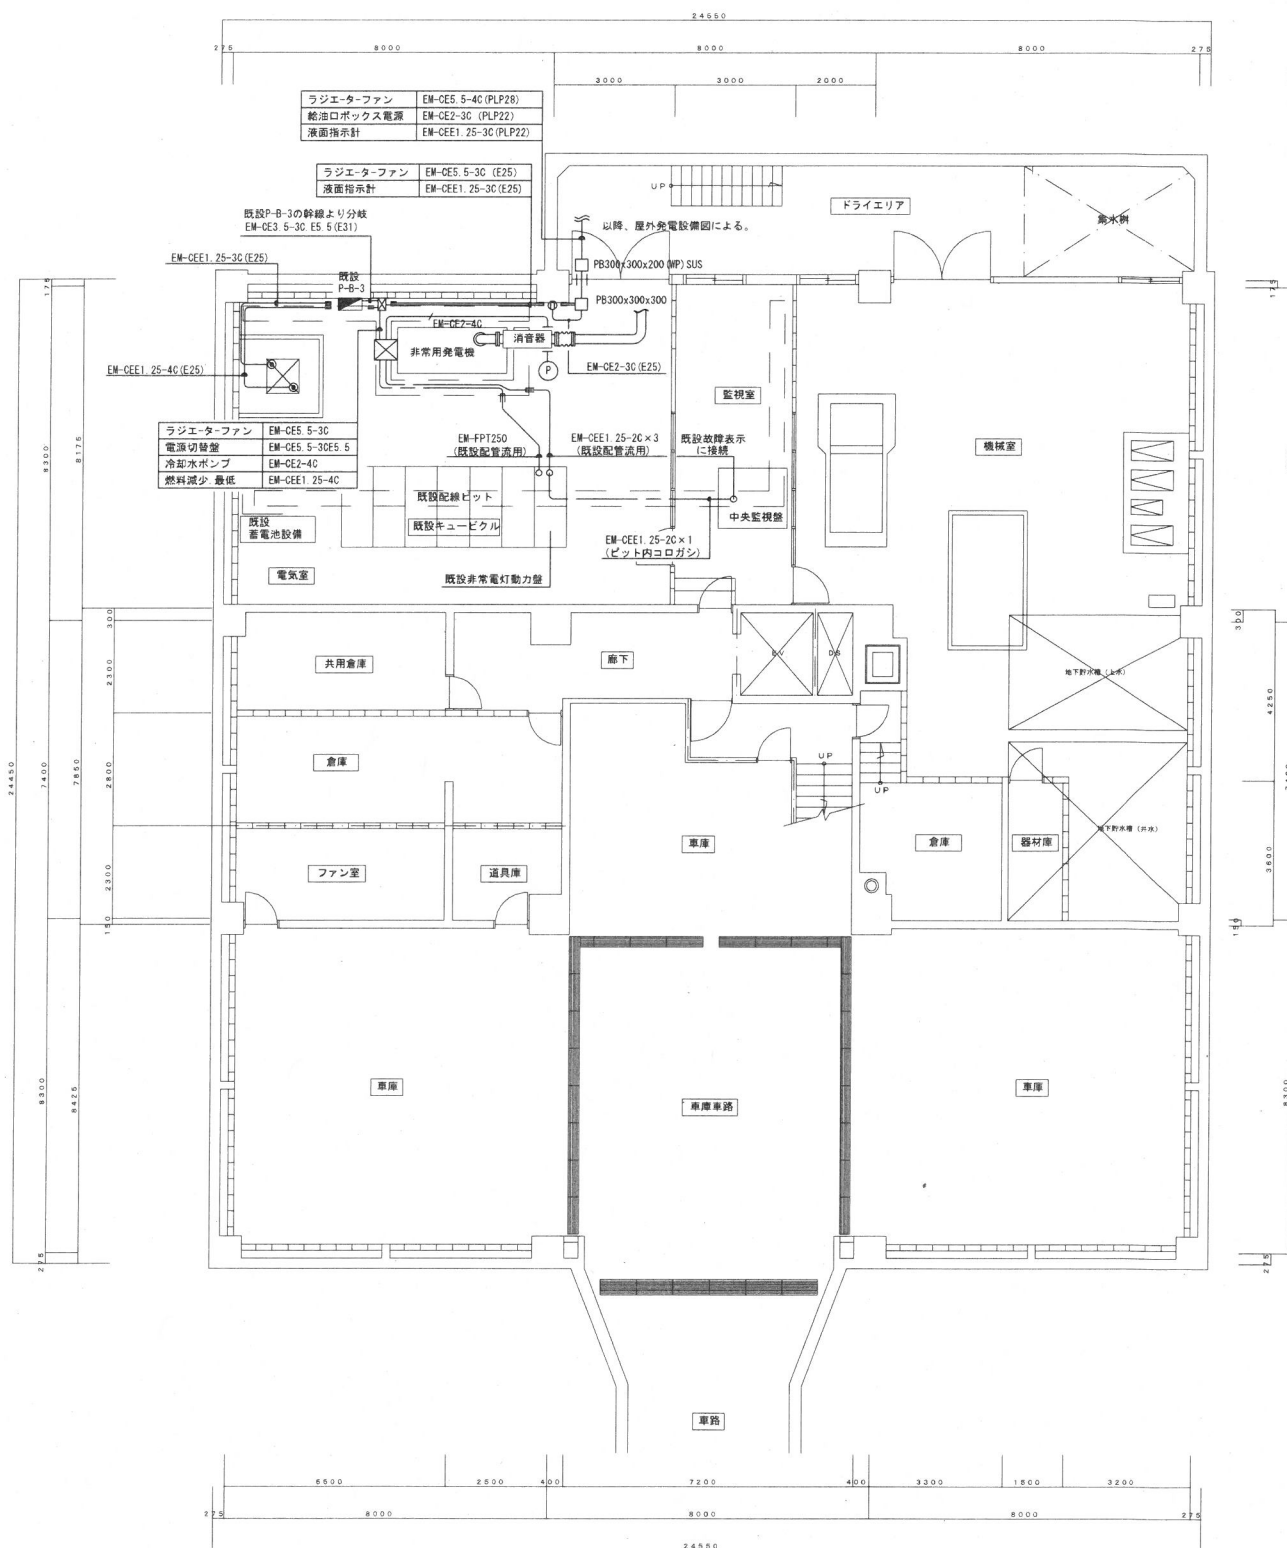 24550
275 8000 8000 8000 275
3000 3000 2000
ラジエーターファン EM-CE5.5-4C(PLP28)
給油口ボックス電源 EM-CE2-3C (PLP22)
液面指示計 EM-CEE1.25-3C(PLP22)
ラジエーターファン EM-CE5.5-3C (E25)
液面指示計 EM-CEE1.25-3C(E25)
UP
ドライエリア
集水桝
既設P-B-3の幹線より分岐
EM-CE3.5-3C E5.5(E31)
以降、屋外発電設備図による。
EM-CEE1.25-3C(E25)
既設
P-B-3
PB300x300x200(WP)SUS
PB300x300x300
EM-CE2-4C
消音器
非常用発電機
P
EM-CEE1.25-4C(E25)
EM-CE2-3C(E25)
監視室
機械室
ラジエーターファン EM-CE5.5-3C
電源切替盤 EM-CE5.5-3CE5.5
冷却水ポンプ EM-CE2-4C
燃料減少.最低 EM-CEE1.25-4C
EM-FPT250
(既設配管流用)
EM-CEE1.25-2C×3
(既設配管流用)
既設故障表示
に接続
既設配線ピット
既設キュービクル
中央監視盤
既設
蓄電池設備
EM-CEE1.25-2C×1
(ピット内コロガシ)
電気室
既設非常電灯動力盤
共用倉庫
廊下
EV
DS
地下貯水槽(上水)
倉庫
UP
UP
車庫
倉庫
器材庫
地下貯水槽(井水)
ファン室
道具庫
車庫
車庫車路
車庫
車路
175
8300
8175
300
2300
24450
7400
7850
2800
2300
150
8300
8425
275
175
300
4250
3600
150
8300
275
5500 2500 400 7200 400 3300 1500 3200
275 8000 8000 8000 275
24550